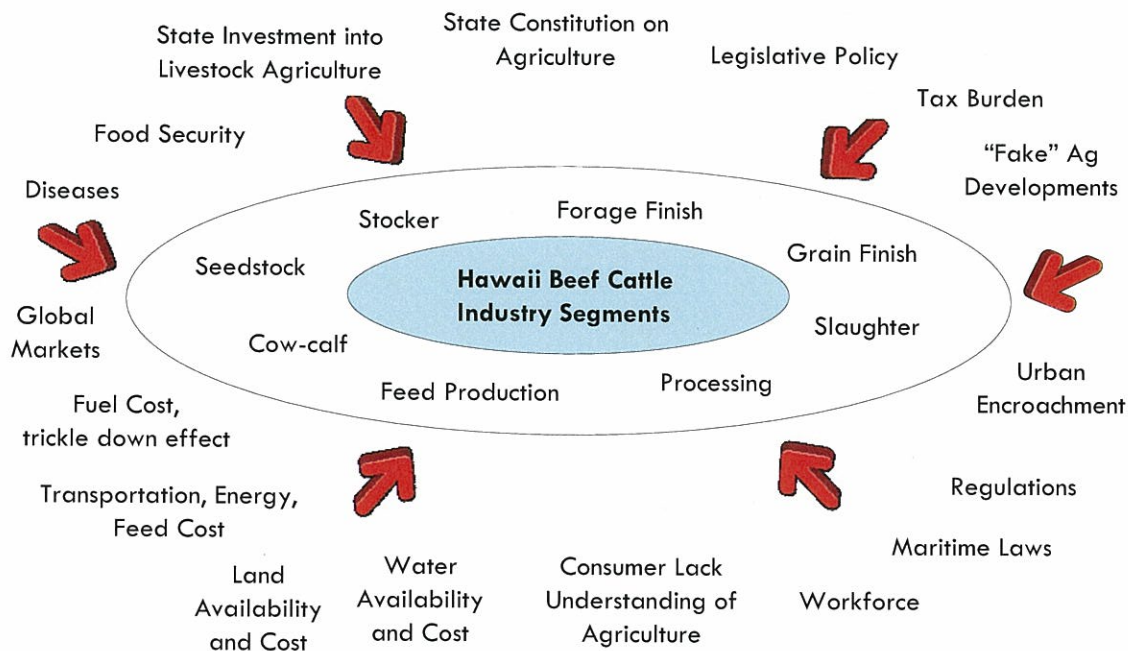 State Investment into
Livestock Agriculture
State Constitution on
Agriculture
Legislative Policy
Tax Burden
Food Security
"Fake" Ag
Developments
Diseases
Stocker
Forage Finish
Seedstock
Grain Finish
Hawaii Beef Cattle
Industry Segments
Global
Markets
Cow-calf
Slaughter
Feed Production
Processing
Urban
Encroachment
Fuel Cost,
trickle down effect
Transportation, Energy,
Feed Cost
Regulations
Maritime Laws
Land
Availability
and Cost
Water
Availability
and Cost
Consumer Lack
Understanding of
Agriculture
Workforce